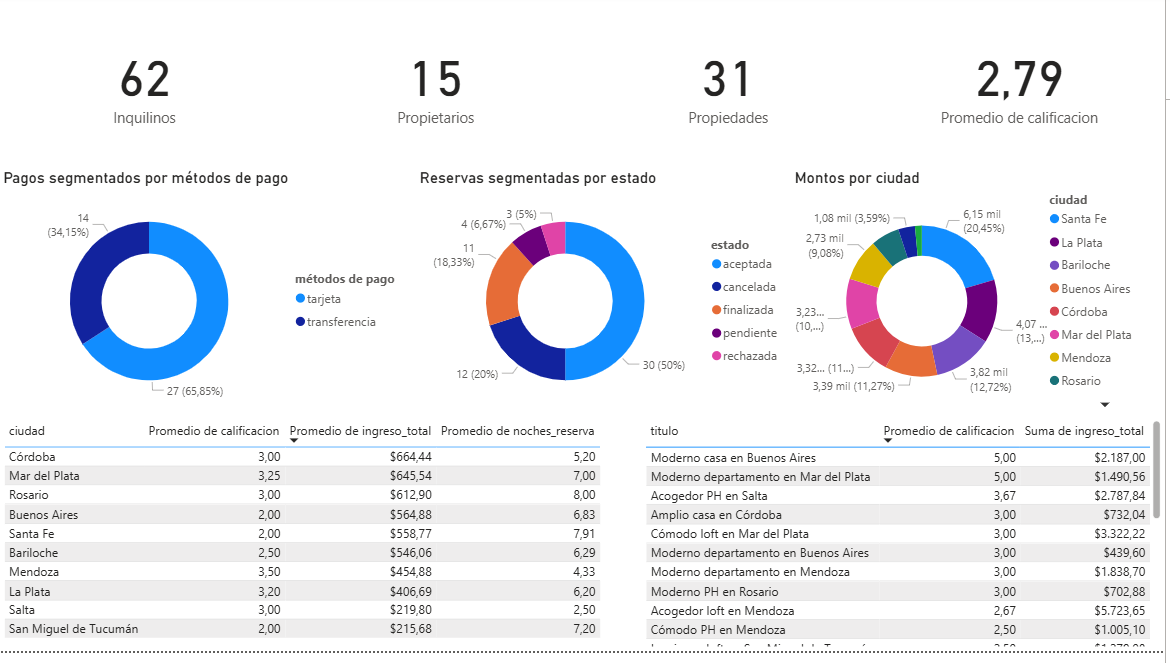 62
Inquilinos
15
Propietarios
31
Propiedades
2,79
Promedio de calificacion
Pagos segmentados por métodos de pago
14
(34,15%)
27 (65,85%)
métodos de pago
tarjeta
transferencia
Reservas segmentadas por estado
3 (5%)
4 (6,67%)
11
(18,33%)
12 (20%)
30 (50%)
estado
aceptada
cancelada
finalizada
pendiente
rechazada
Montos por ciudad
1,08 mil (3,59%)
6,15 mil
(20,45%)
2,73 mil
(9,08%)
3,23...
(10,...)
4,07 ...
(13,...)
3,32... (11...)
3,82 mil
(12,72%)
3,39 mil (11,27%)
ciudad
Santa Fe
La Plata
Bariloche
Buenos Aires
Córdoba
Mar del Plata
Mendoza
Rosario
ciudad Promedio de calificacion Promedio de ingreso_total Promedio de noches_reserva
Córdoba 3,00 $664,44 5,20
Mar del Plata 3,25 $645,54 7,00
Rosario 3,00 $612,90 8,00
Buenos Aires 2,00 $564,88 6,83
Santa Fe 2,00 $558,77 7,91
Bariloche 2,50 $546,06 6,29
Mendoza 3,50 $454,88 4,33
La Plata 3,20 $406,69 6,20
Salta 3,00 $219,80 2,50
San Miguel de Tucumán 2,00 $215,68 7,20
titulo Promedio de calificacion Suma de ingreso_total
Moderno casa en Buenos Aires 5,00 $2.187,00
Moderno departamento en Mar del Plata 5,00 $1.490,56
Acogedor PH en Salta 3,67 $2.787,84
Amplio casa en Córdoba 3,00 $732,04
Cómodo loft en Mar del Plata 3,00 $3.322,22
Moderno departamento en Buenos Aires 3,00 $439,60
Moderno departamento en Mendoza 3,00 $1.838,70
Moderno PH en Rosario 3,00 $702,88
Acogedor loft en Mendoza 2,67 $5.723,65
Cómodo PH en Mendoza 2,50 $1.005,10